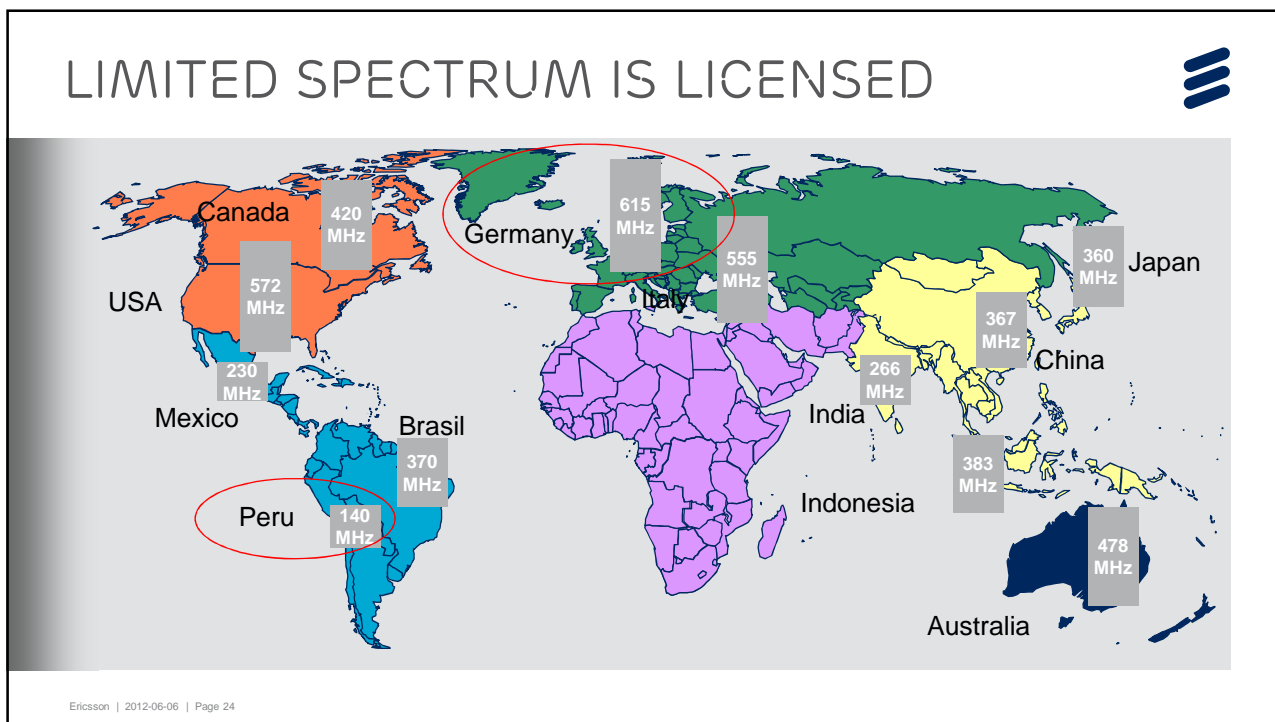 LIMITED SPECTRUM IS LICENSED
Canada
420
MHz
USA
572
MHz
230
MHz
Mexico
Brasil
370
MHz
Peru
140
MHz
Germany
615
MHz
Italy
555
MHz
360
MHz
Japan
367
MHz
China
266
MHz
India
383
MHz
Indonesia
478
MHz
Australia
Ericsson | 2012-06-06 | Page 24